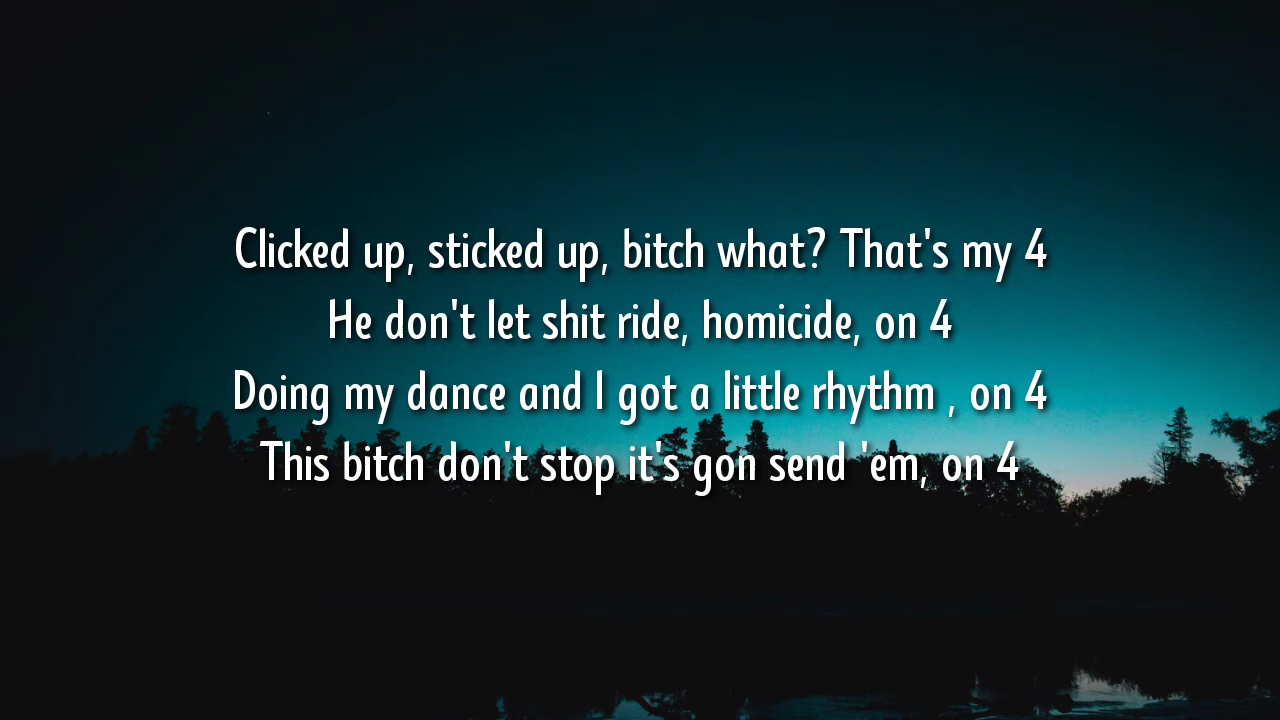 Clicked up, sticked up, bitch what? That's my 4
He don't let shit ride, homicide, on 4
Doing my dance and I got a little rhythm , on 4
This bitch don't stop it's gon send 'em, on 4